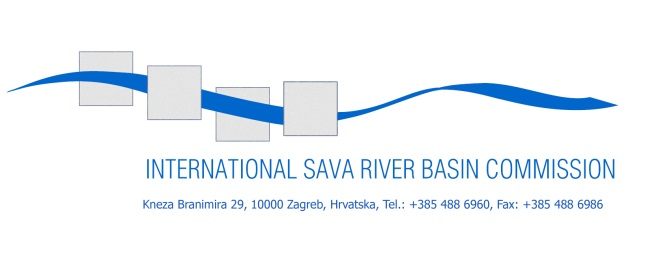 INTERNATIONAL SAVA RIVER BASIN COMMISSION
Kneza Branimira 29, 10000 Zagreb, Hrvatska, Tel.: +385 488 6960, Fax: +385 488 6986